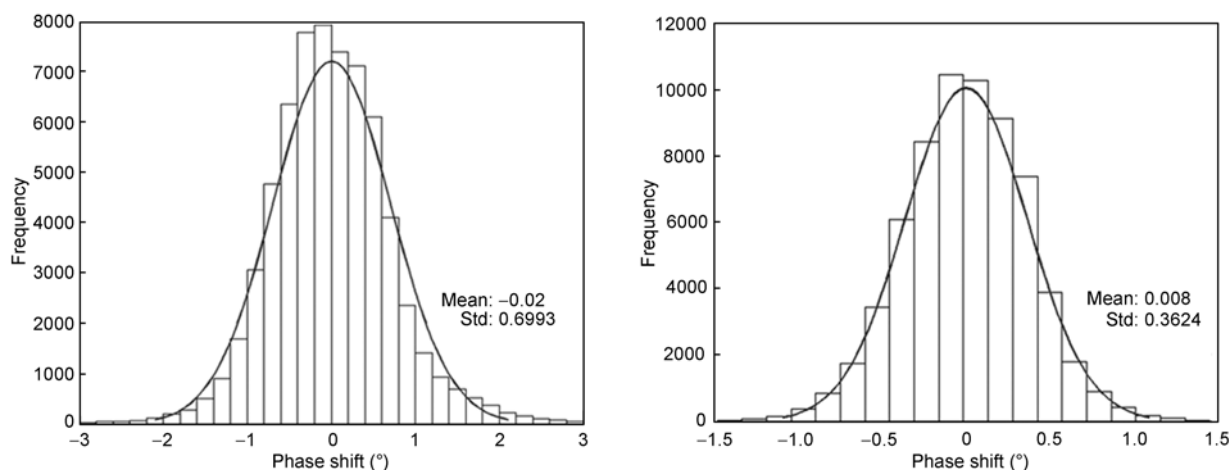 8000
7000
6000
5000
4000
3000
2000
1000
0
Frequency
Mean: −0.02
Std: 0.6993
−3 −2 −1 0 1 2 3
Phase shift (°)
12000
10000
8000
6000
4000
2000
0
Frequency
Mean: 0.008
Std: 0.3624
−1.5 −1.0 −0.5 0 0.5 1.0 1.5
Phase shift (°)